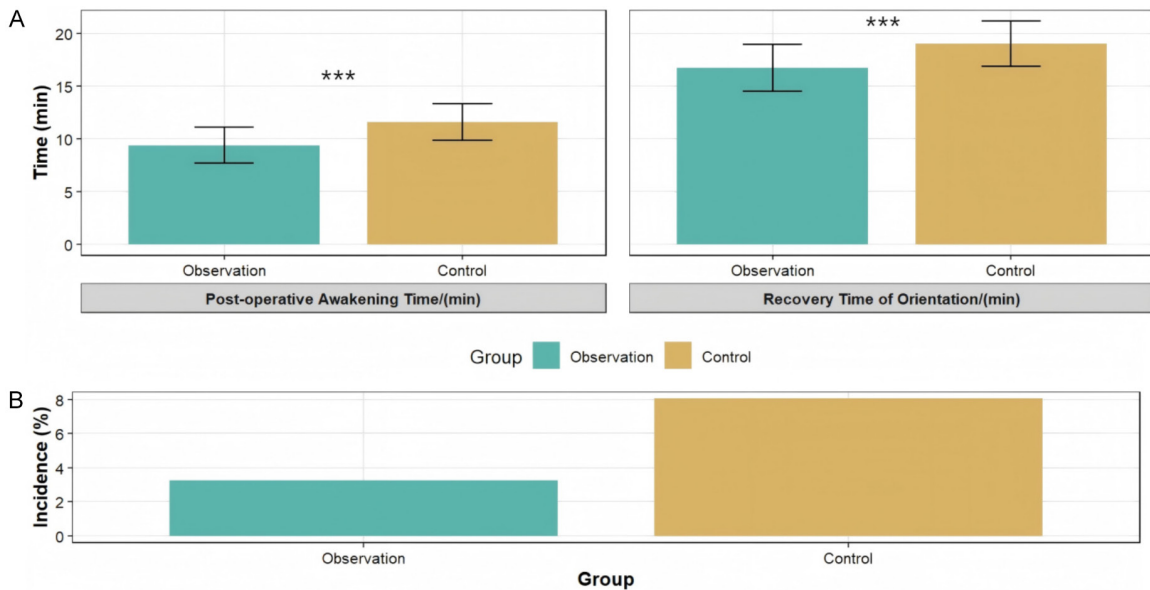 A
Time (min)
20
15
10
5
0
***
***
Observation
Control
Observation
Control
Post-operative Awakening Time/(min)
Recovery Time of Orientation/(min)
Group
Observation
Control
B
Incidence (%)
8
6
4
2
0
Observation
Control
Group